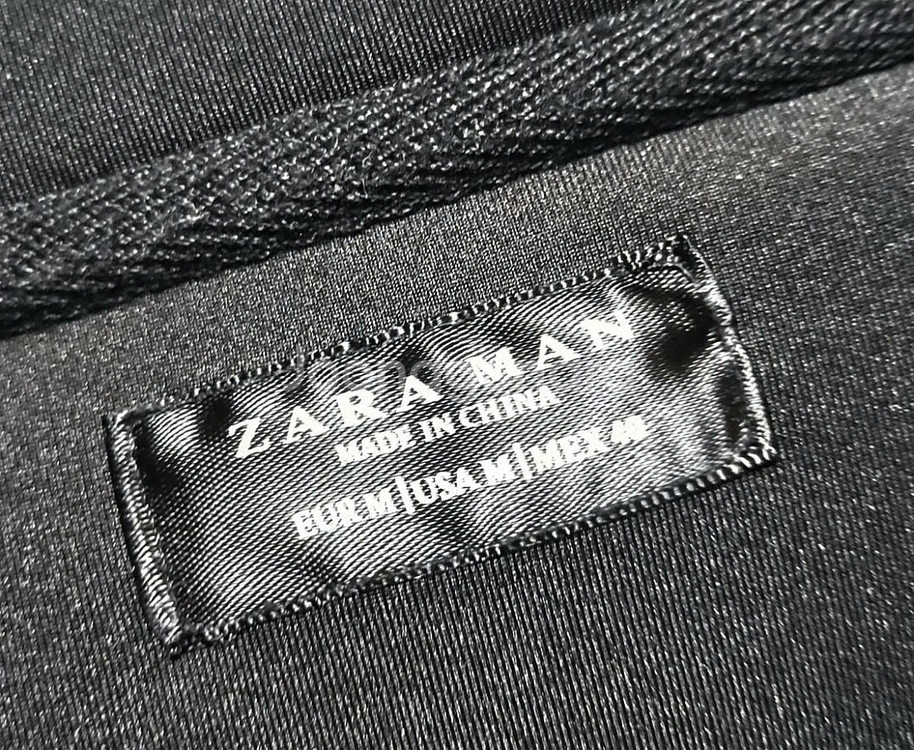 ZARA MAN
MADE IN CHINA
EUR M | USA M | MEX 40